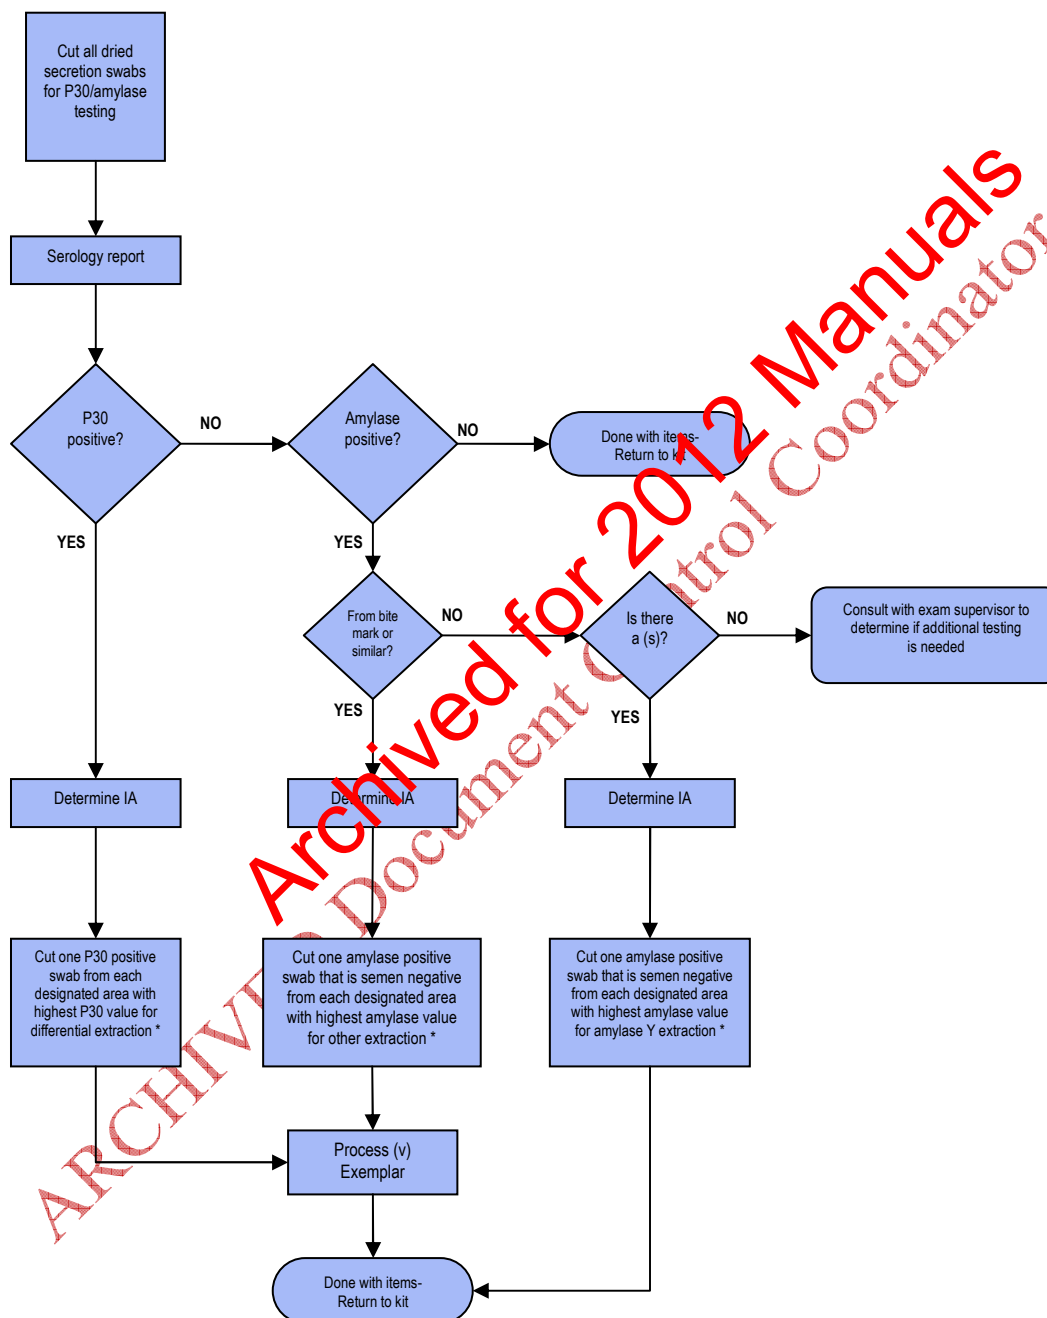 Cut all dried
secretion swabs
for P30/amylase
testing
Serology report
P30
positive?
NO
Amylase
positive?
NO
Done with items-
Return to kit
YES
YES
From bite
mark or
similar?
NO
Is there
a (s)?
NO
Consult with exam supervisor to
determine if additional testing
is needed
YES
YES
Determine IA
Determine IA
Determine IA
Cut one P30 positive
swab from each
designated area with
highest P30 value for
differential extraction *
Cut one amylase positive
swab that is semen negative
from each designated area
with highest amylase value
for other extraction *
Cut one amylase positive
swab that is semen negative
from each designated area
with highest amylase value
for amylase Y extraction *
Process (v)
Exemplar
Done with items-
Return to kit
Archived for 2012 Manuals
ARCHIVED Document Control Coordinator